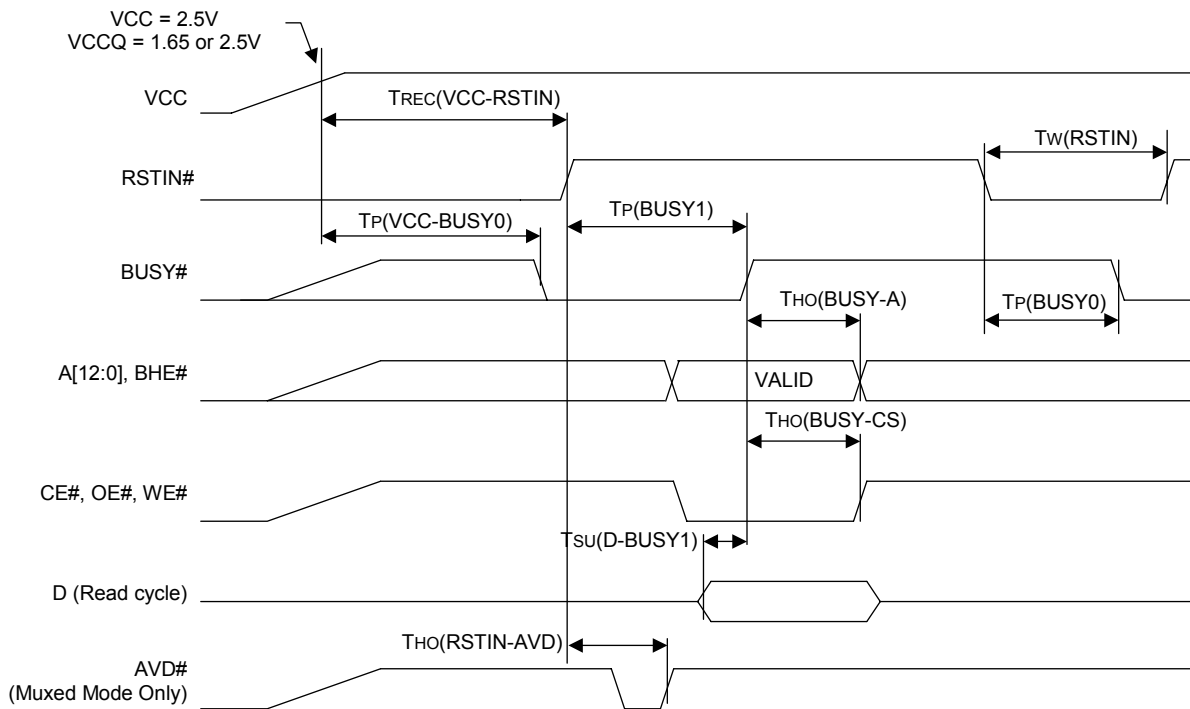 VCC = 2.5V
VCCQ = 1.65 or 2.5V
VCC
TREC(VCC-RSTIN)
TW(RSTIN)
RSTIN#
TP(VCC-BUSY0)
TP(BUSY1)
BUSY#
THO(BUSY-A)
TP(BUSY0)
A[12:0], BHE#
VALID
THO(BUSY-CS)
CE#, OE#, WE#
TSU(D-BUSY1)
D (Read cycle)
THO(RSTIN-AVD)
AVD#
(Muxed Mode Only)